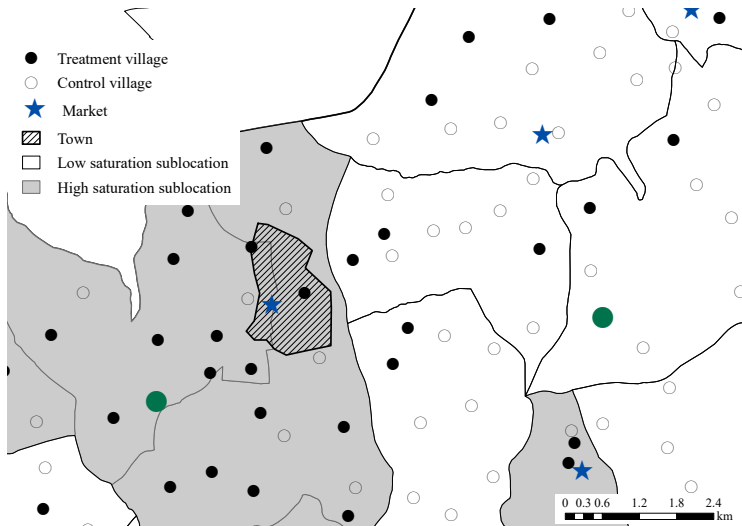 Treatment village
Control village
Market
Town
Low saturation sublocation
High saturation sublocation
0 0.3 0.6 1.2 1.8 2.4
km